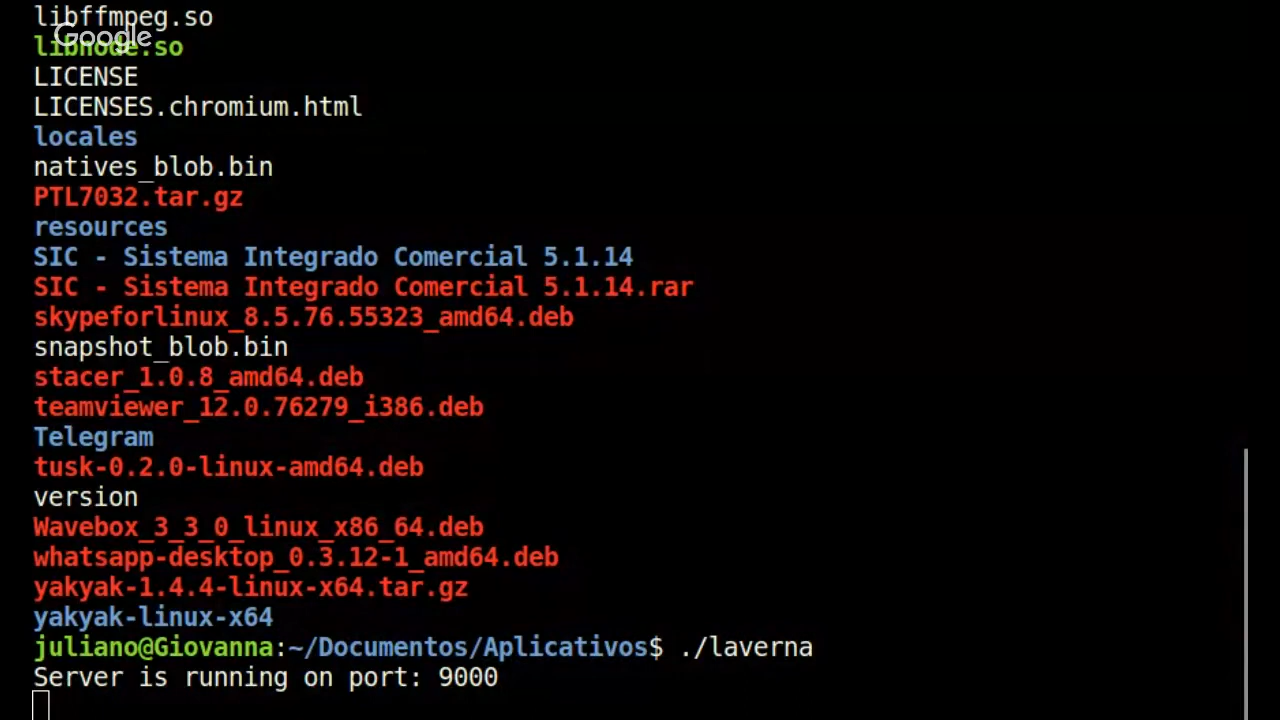 libffmpeg.so
Google
libnode.so
LICENSE
LICENSES.chromium.html
locales
natives_blob.bin
PTL7032.tar.gz
resources
SIC - Sistema Integrado Comercial 5.1.14
SIC - Sistema Integrado Comercial 5.1.14.rar
skypeforlinux_8.5.76.55323_amd64.deb
snapshot_blob.bin
stacer_1.0.8_amd64.deb
teamviewer_12.0.76279_i386.deb
Telegram
tusk-0.2.0-linux-amd64.deb
version
Wavebox_3_3_0_linux_x86_64.deb
whatsapp-desktop_0.3.12-1_amd64.deb
yakyak-1.4.4-linux-x64.tar.gz
yakyak-linux-x64
juliano@Giovanna:~/Documentos/Aplicativos$ ./laverna
Server is running on port: 9000